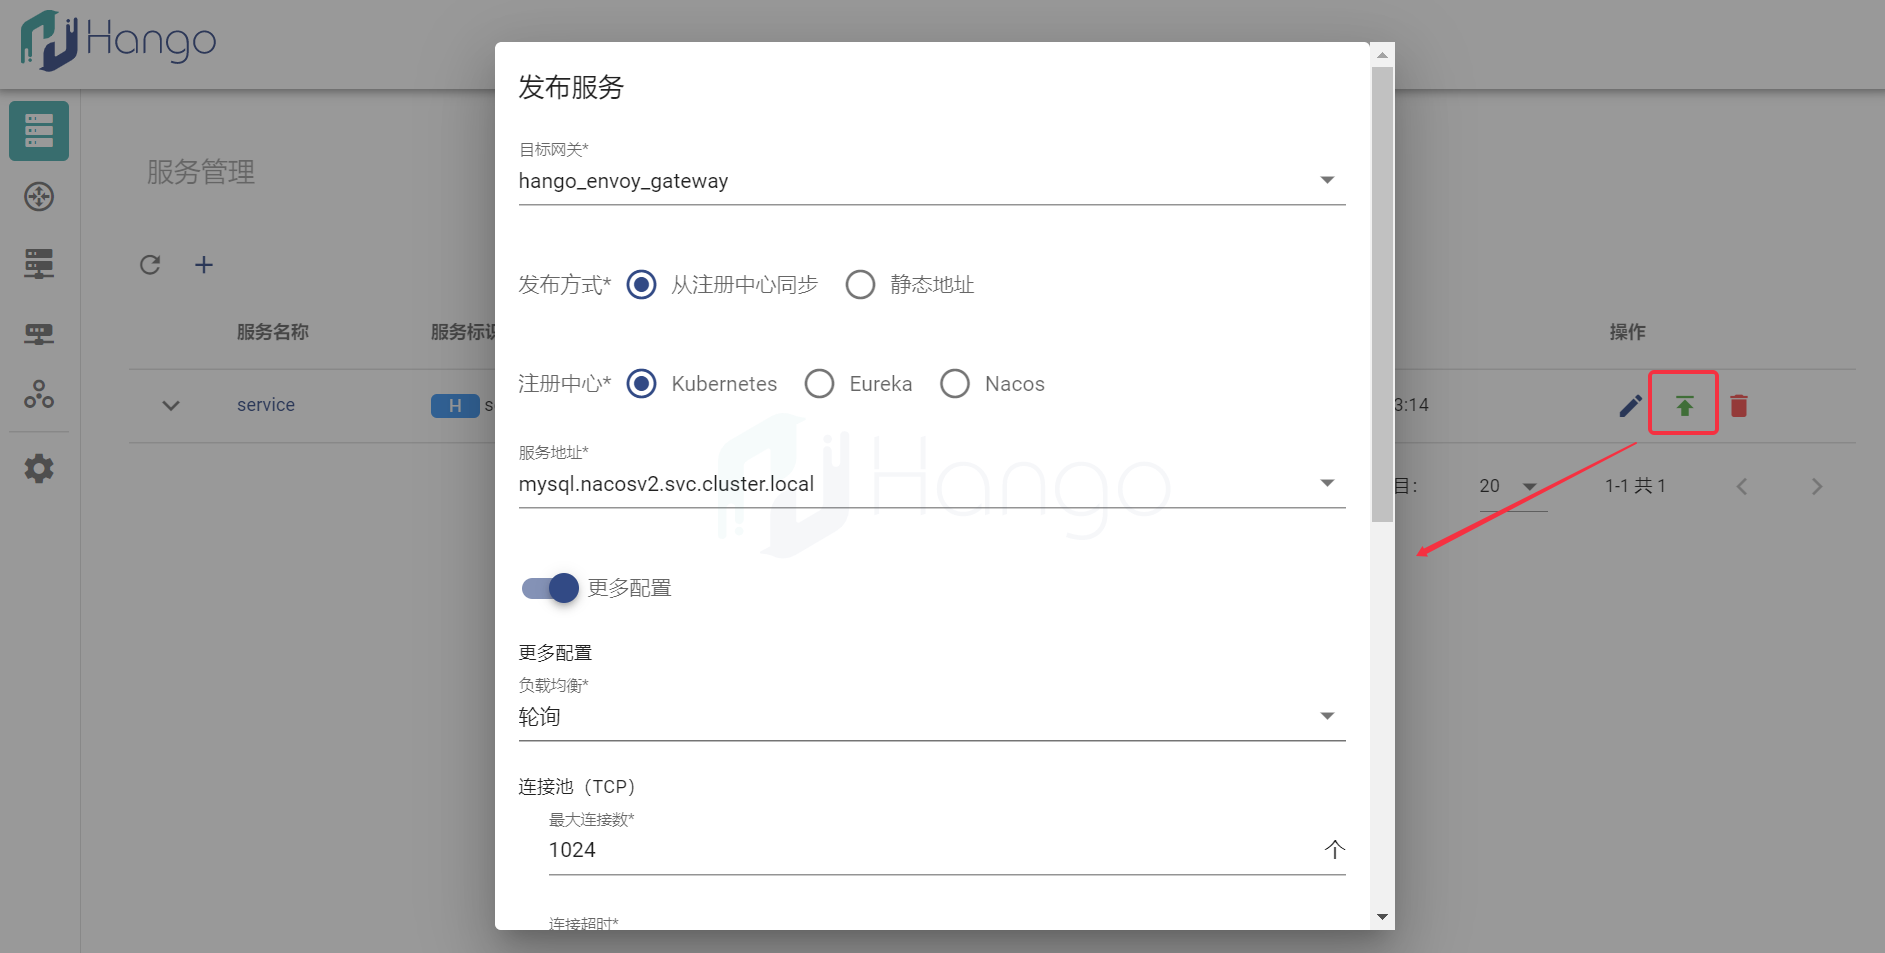 Hango
发布服务
目标网关*
hango_envoy_gateway
服务管理
发布方式* 从注册中心同步 静态地址
服务名称 服务标识 操作
注册中心* Kubernetes Eureka Nacos
service H s 3:14
Hango
服务地址*
mysql.nacosv2.svc.cluster.local
目: 20 1-1 共 1
更多配置
更多配置
负载均衡*
轮询
连接池（TCP）
最大连接数*
1024 个
连接超时*